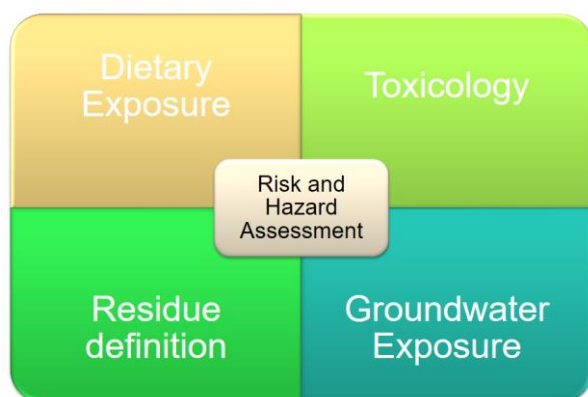 Dietary
Exposure
Toxicology
Risk and
Hazard
Assessment
Residue
definition
Groundwater
Exposure